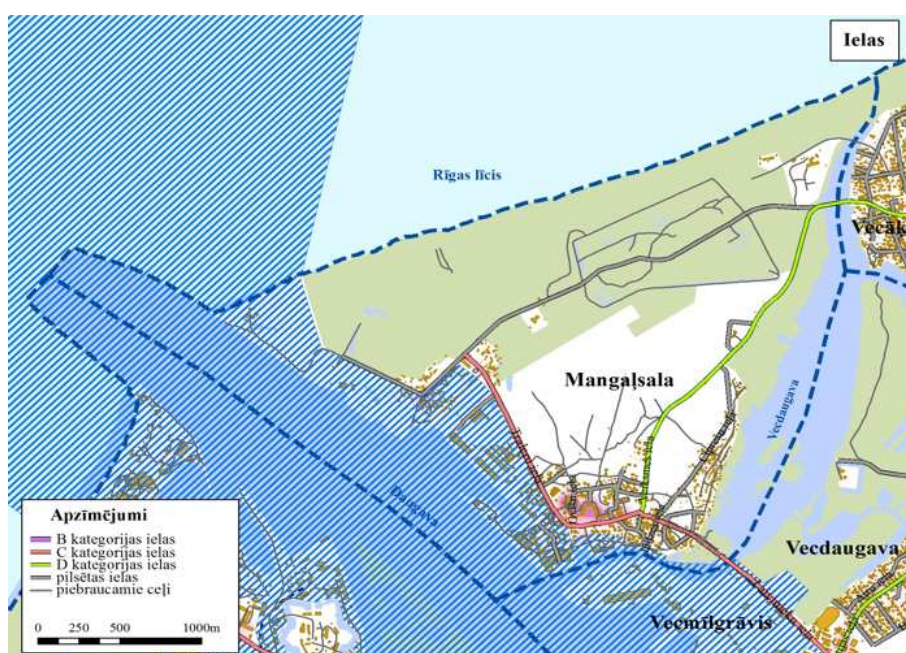 Ielas
Rīgas līcis
Vecāķ
Mangaļsala
Vecdaugava
Daugava
Vecdaugava
Vecmīlgrāvis
Apzīmējumi
B kategorijas ielas
C kategorijas ielas
D kategorijas ielas
pilsētas ielas
piebraucamie ceļi
0 250 500 1000m